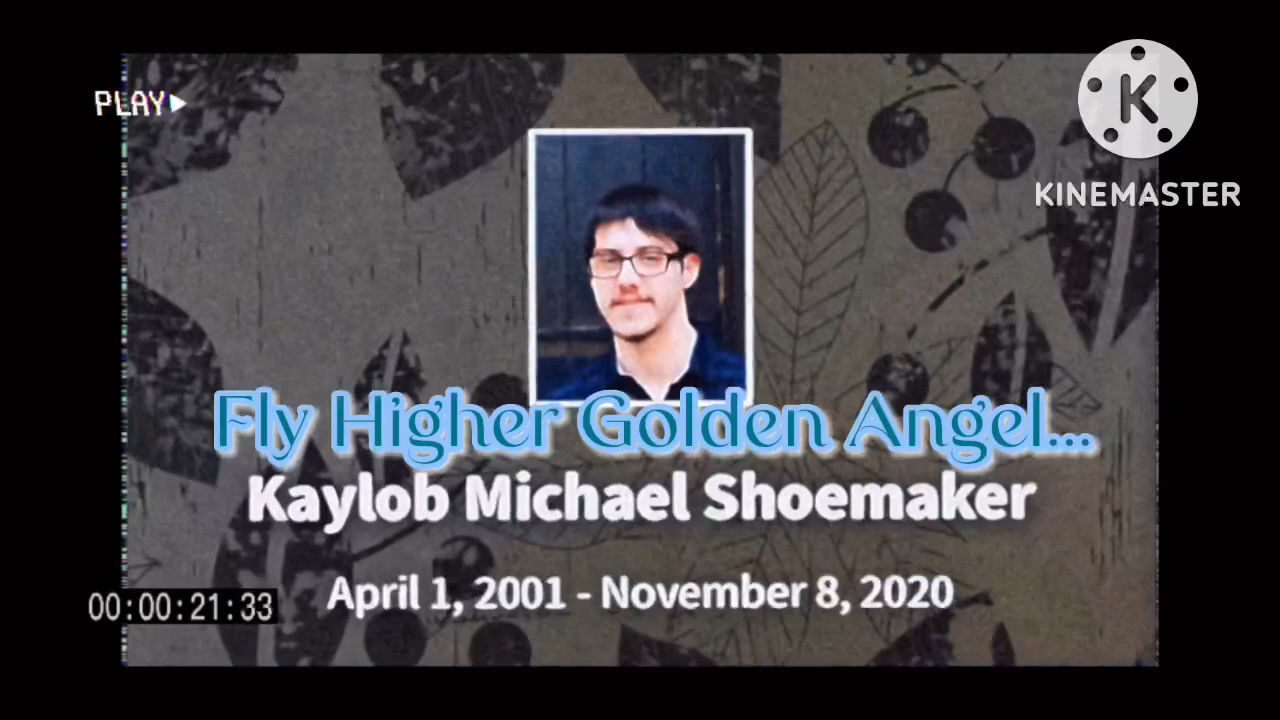 PLAY
K
KINEMASTER
Fly Higher Golden Angel...
Kaylob Michael Shoemaker
April 1, 2001 - November 8, 2020
00:00:21:33